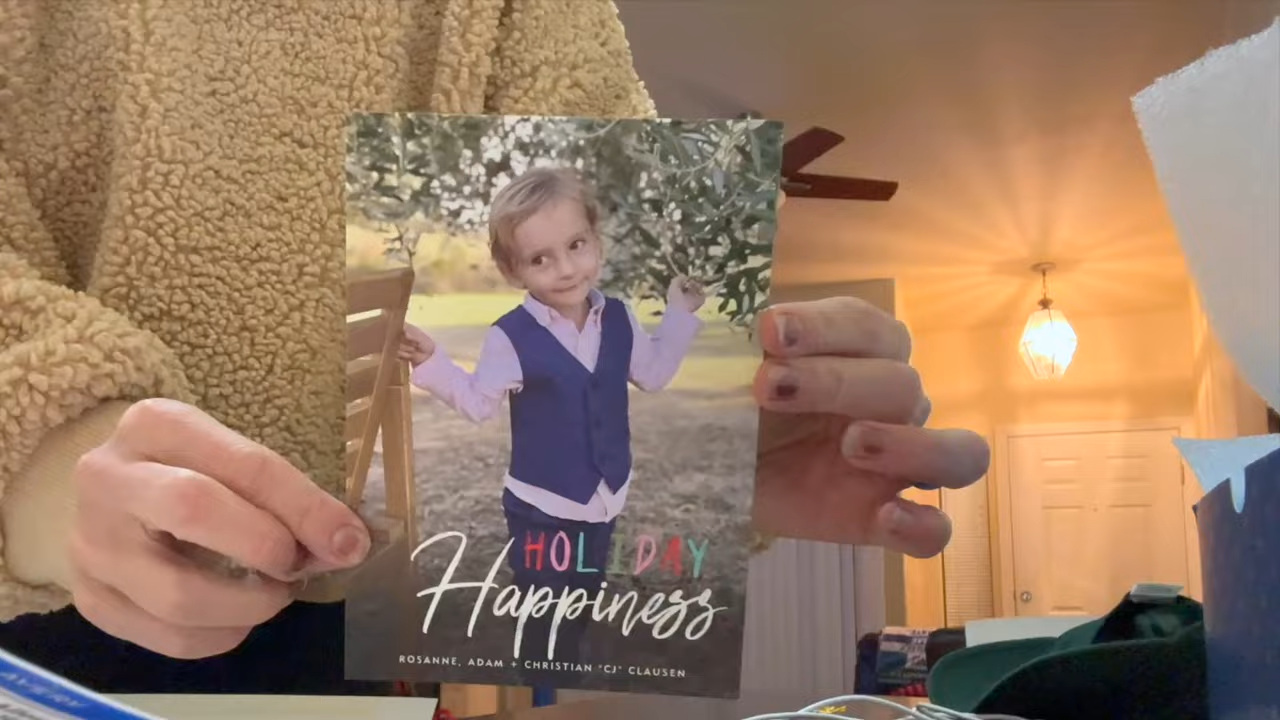 HOLIDAY
Happiness
ROSANNE, ADAM + CHRISTIAN "CJ" CLAUSEN